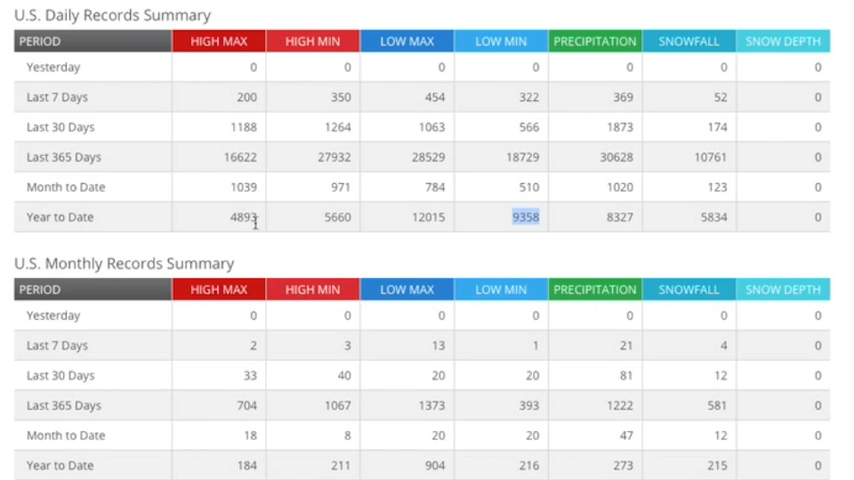 U.S. Daily Records Summary
PERIOD HIGH MAX HIGH MIN LOW MAX LOW MIN PRECIPITATION SNOWFALL SNOW DEPTH
Yesterday 0 0 0 0 0 0 0
Last 7 Days 200 350 454 322 369 52 0
Last 30 Days 1188 1264 1063 566 1873 174 0
Last 365 Days 16622 27932 28529 18729 30628 10761 0
Month to Date 1039 971 784 510 1020 123 0
Year to Date 4893 5660 12015 9358 8327 5834 0
U.S. Monthly Records Summary
PERIOD HIGH MAX HIGH MIN LOW MAX LOW MIN PRECIPITATION SNOWFALL SNOW DEPTH
Yesterday 0 0 0 0 0 0 0
Last 7 Days 2 3 13 1 21 4 0
Last 30 Days 33 40 20 20 81 12 0
Last 365 Days 704 1067 1373 393 1222 581 0
Month to Date 18 8 20 20 47 12 0
Year to Date 184 211 904 216 273 215 0